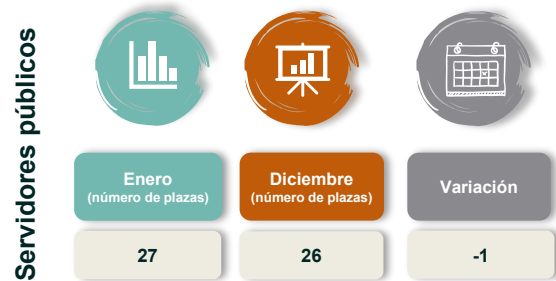 Servidores públicos
Enero
(número de plazas)
Diciembre
(número de plazas)
Variación
27
26
-1